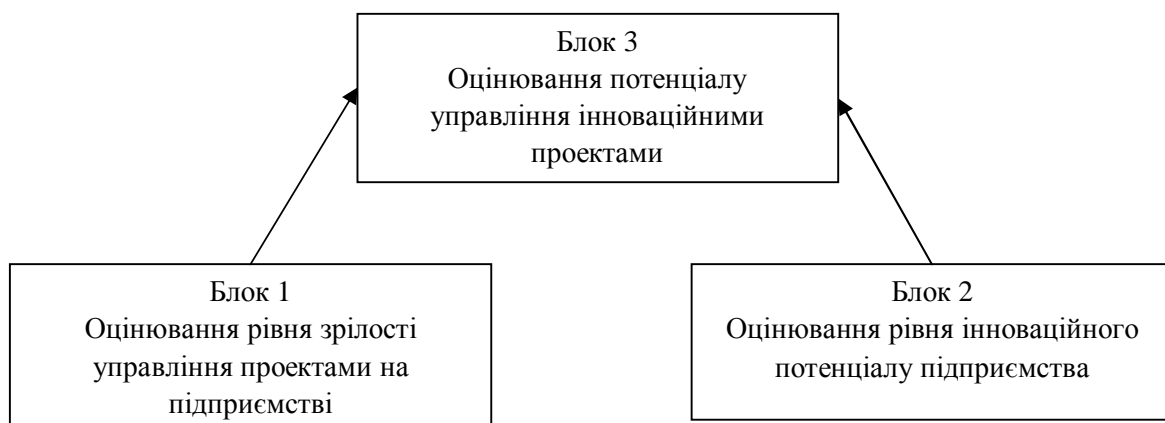 Блок 3
Оцінювання потенціалу
управління інноваційними
проектами
Блок 1
Оцінювання рівня зрілості
управління проектами на
підприємстві
Блок 2
Оцінювання рівня інноваційного
потенціалу підприємства